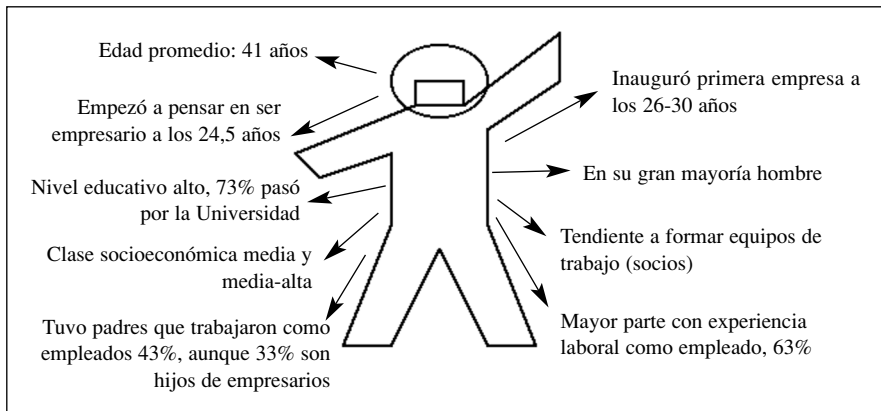 Edad promedio: 41 años
Empezó a pensar en ser
empresario a los 24,5 años
Nivel educativo alto, 73% pasó
por la Universidad
Clase socioeconómica media y
media-alta
Tuvo padres que trabajaron como
empleados 43%, aunque 33% son
hijos de empresarios
Inauguró primera empresa a
los 26-30 años
En su gran mayoría hombre
Tendiente a formar equipos de
trabajo (socios)
Mayor parte con experiencia
laboral como empleado, 63%